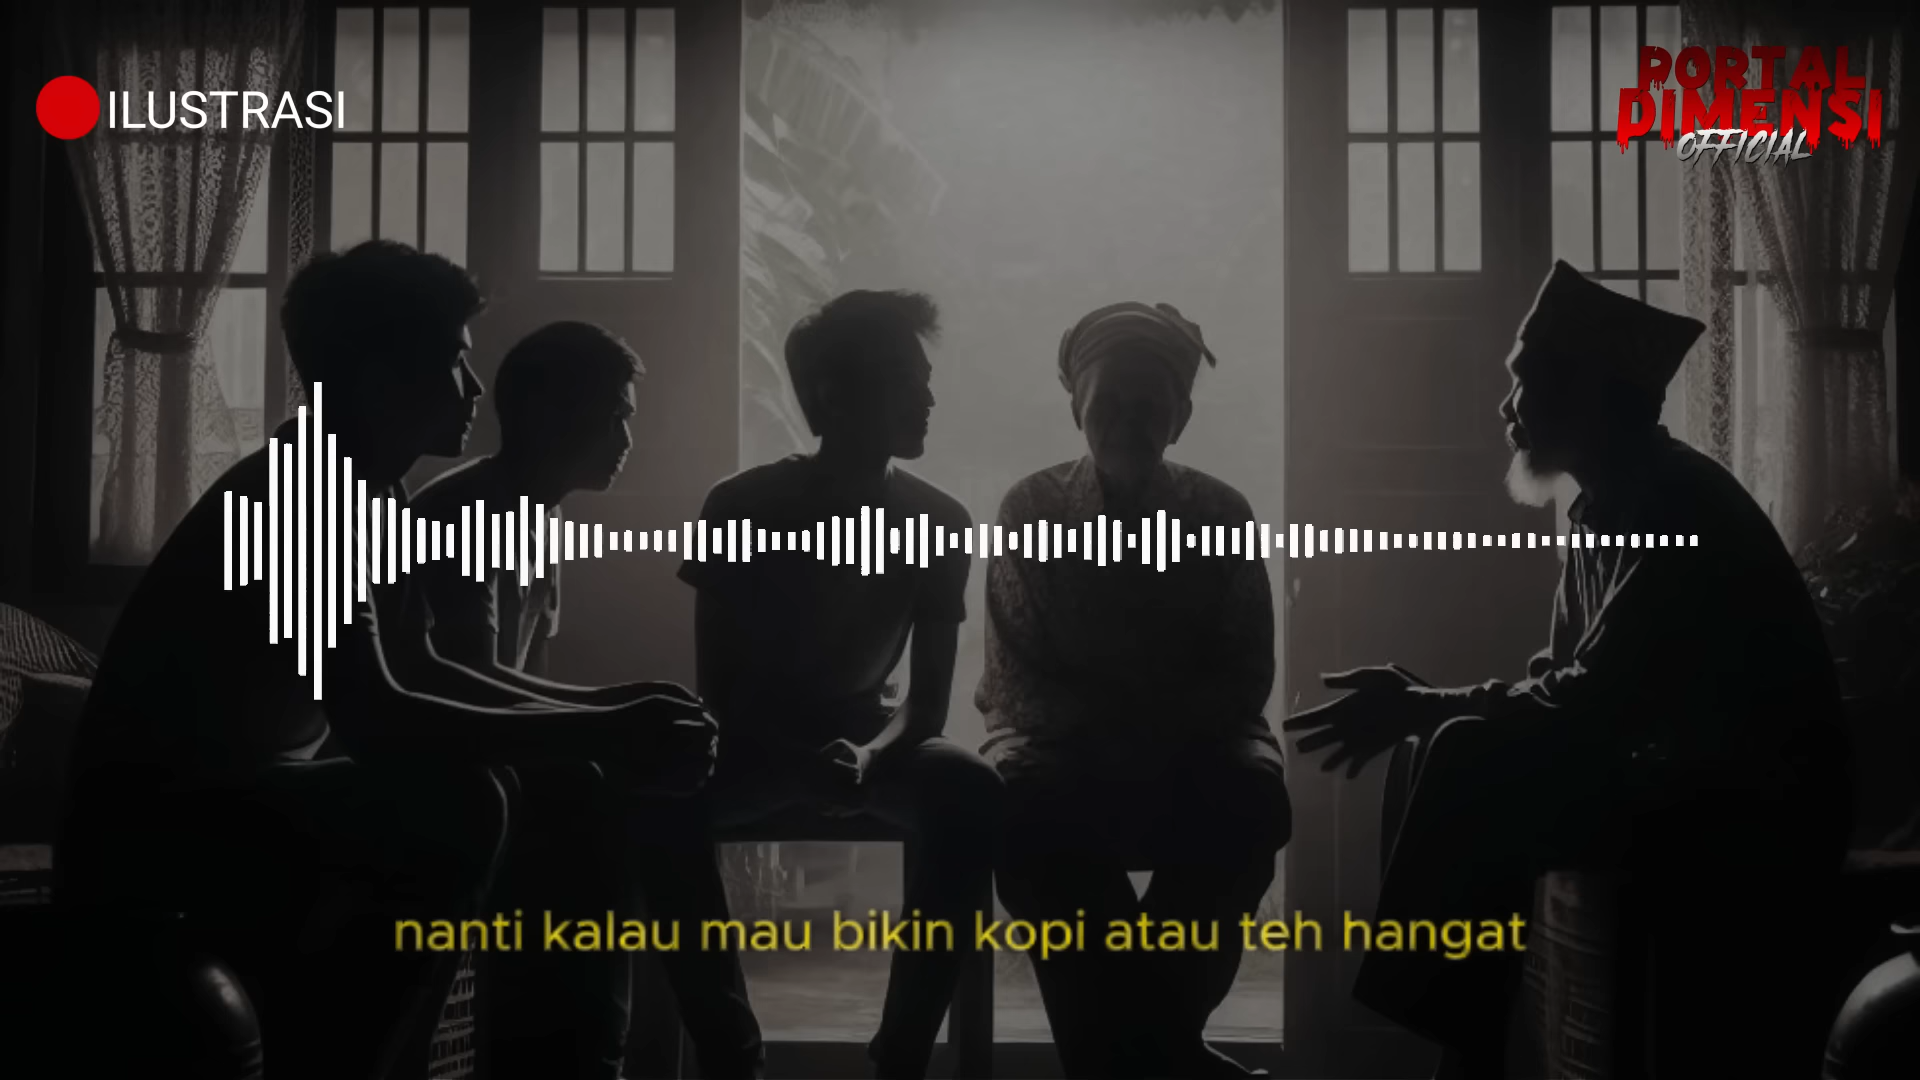 ILUSTRASI
PORTAL
DIMENSI
OFFICIAL
nanti kalau mau bikin kopi atau teh hangat